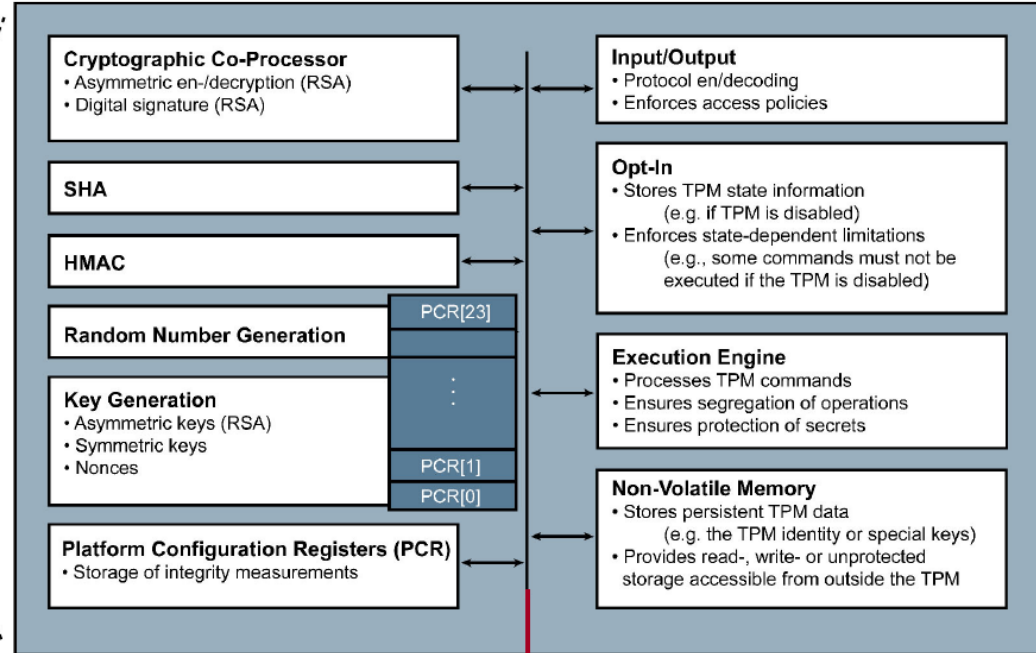 Cryptographic Co-Processor
• Asymmetric en-/decryption (RSA)
• Digital signature (RSA)
SHA
HMAC
Random Number Generation
Key Generation
• Asymmetric keys (RSA)
• Symmetric keys
• Nonces
PCR[23]
⋮
PCR[1]
PCR[0]
Platform Configuration Registers (PCR)
• Storage of integrity measurements
Input/Output
• Protocol en/decoding
• Enforces access policies
Opt-In
• Stores TPM state information
(e.g. if TPM is disabled)
• Enforces state-dependent limitations
(e.g., some commands must not be
executed if the TPM is disabled)
Execution Engine
• Processes TPM commands
• Ensures segregation of operations
• Ensures protection of secrets
Non-Volatile Memory
• Stores persistent TPM data
(e.g. the TPM identity or special keys)
• Provides read-, write- or unprotected
storage accessible from outside the TPM